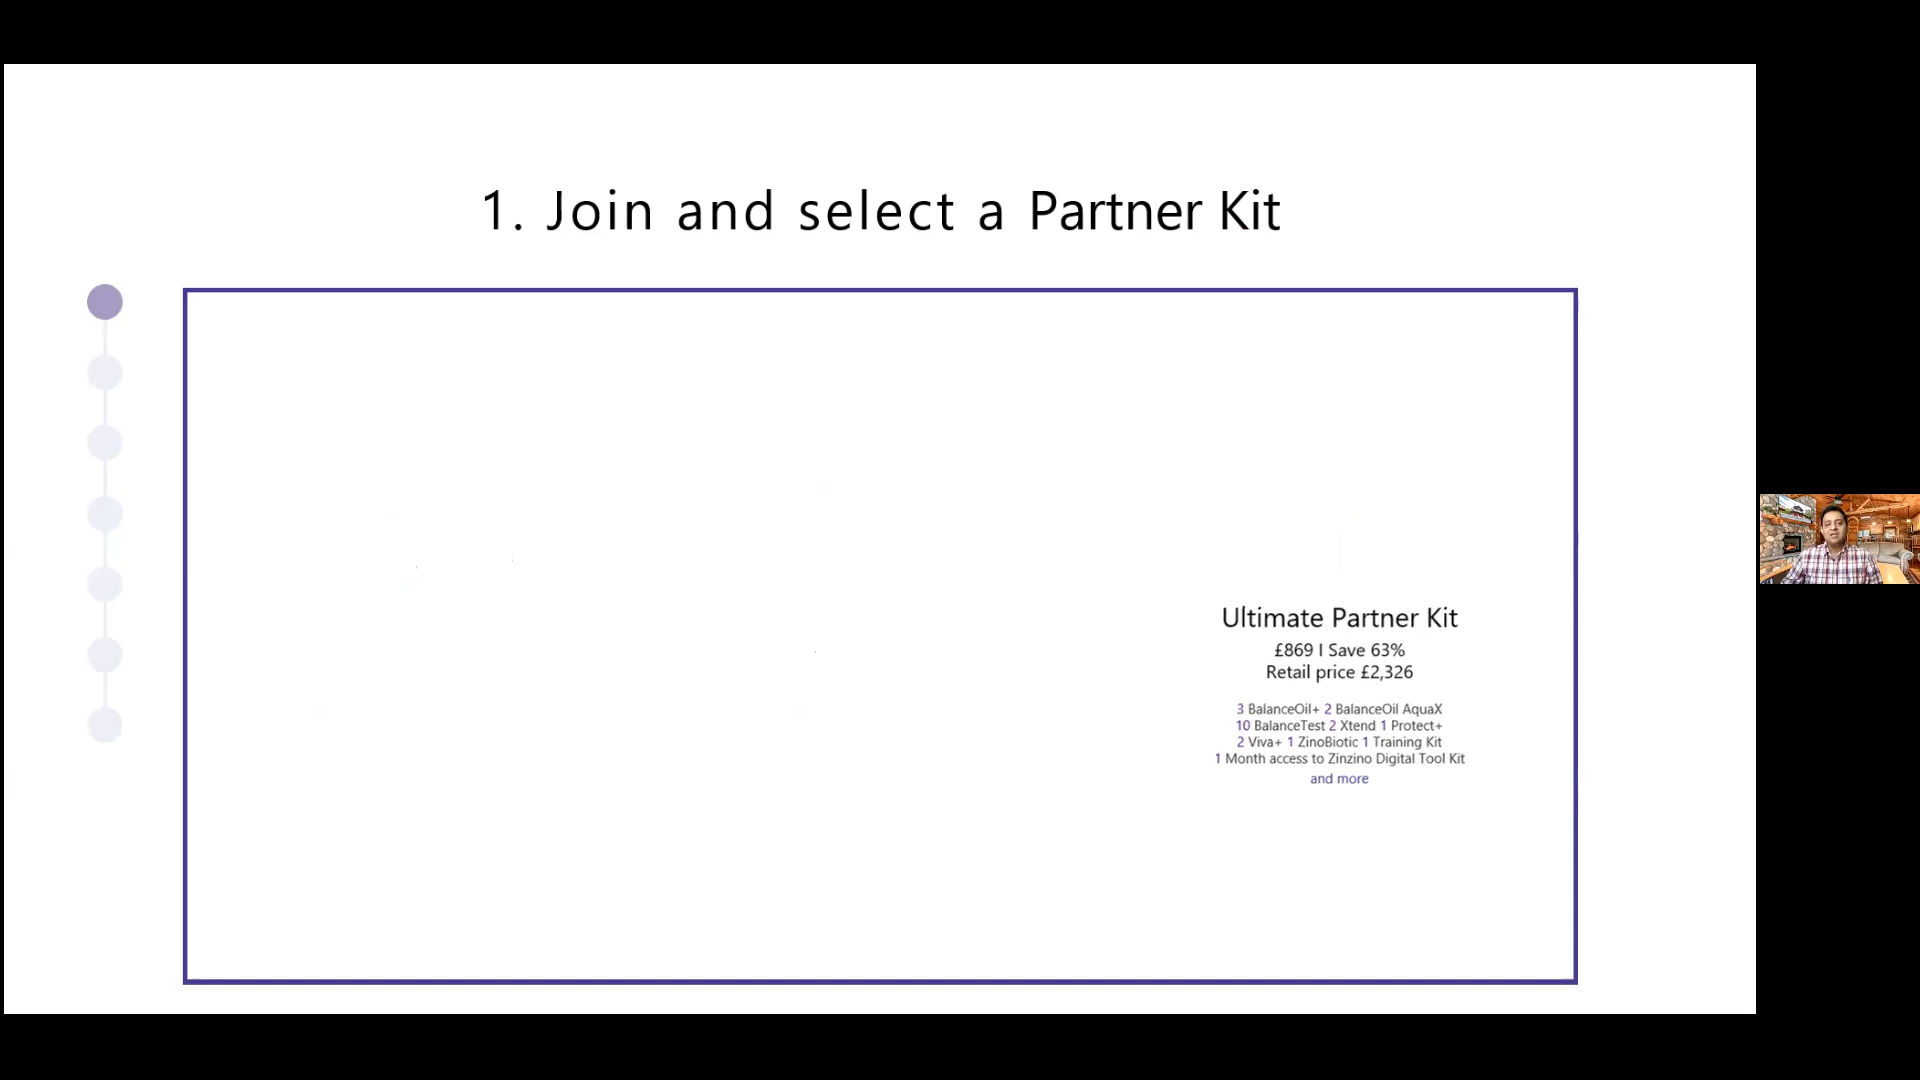 1. Join and select a Partner Kit
Ultimate Partner Kit
£869 I Save 63%
Retail price £2,326
3 BalanceOil+ 2 BalanceOil AquaX
10 BalanceTest 2 Xtend 1 Protect+
2 Viva+ 1 ZinoBiotic 1 Training Kit
1 Month access to Zinzino Digital Tool Kit
and more